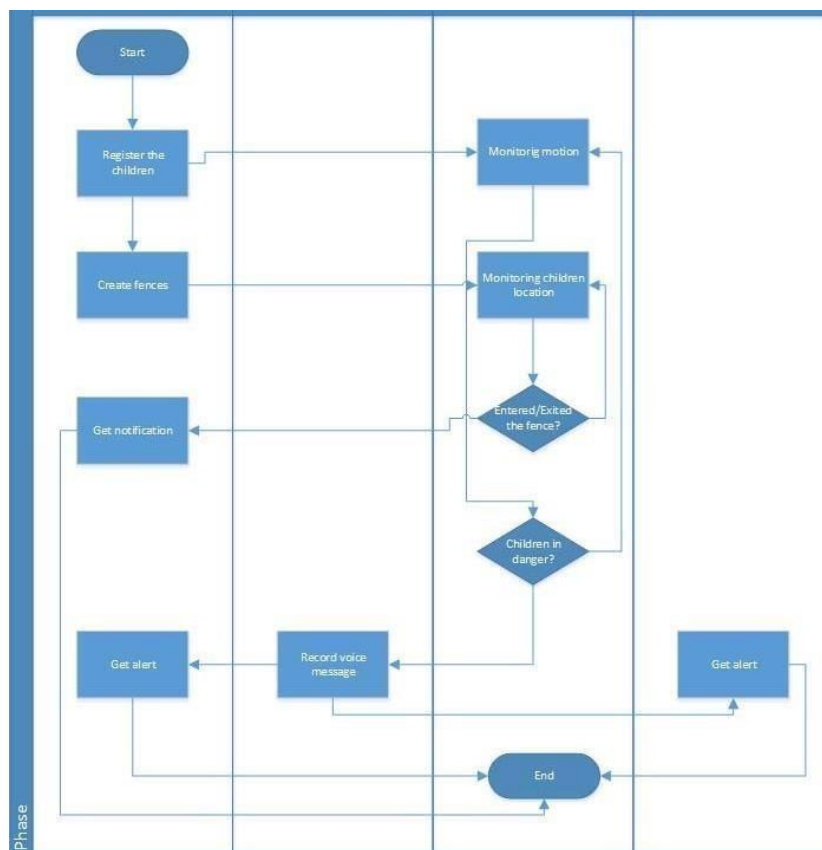 Start
Register the
children
Monitorig motion
Create fences
Monitoring children
location
Get notification
Entered/Exited
the fence?
Children in
danger?
Get alert
Record voice
message
Get alert
End
Phase